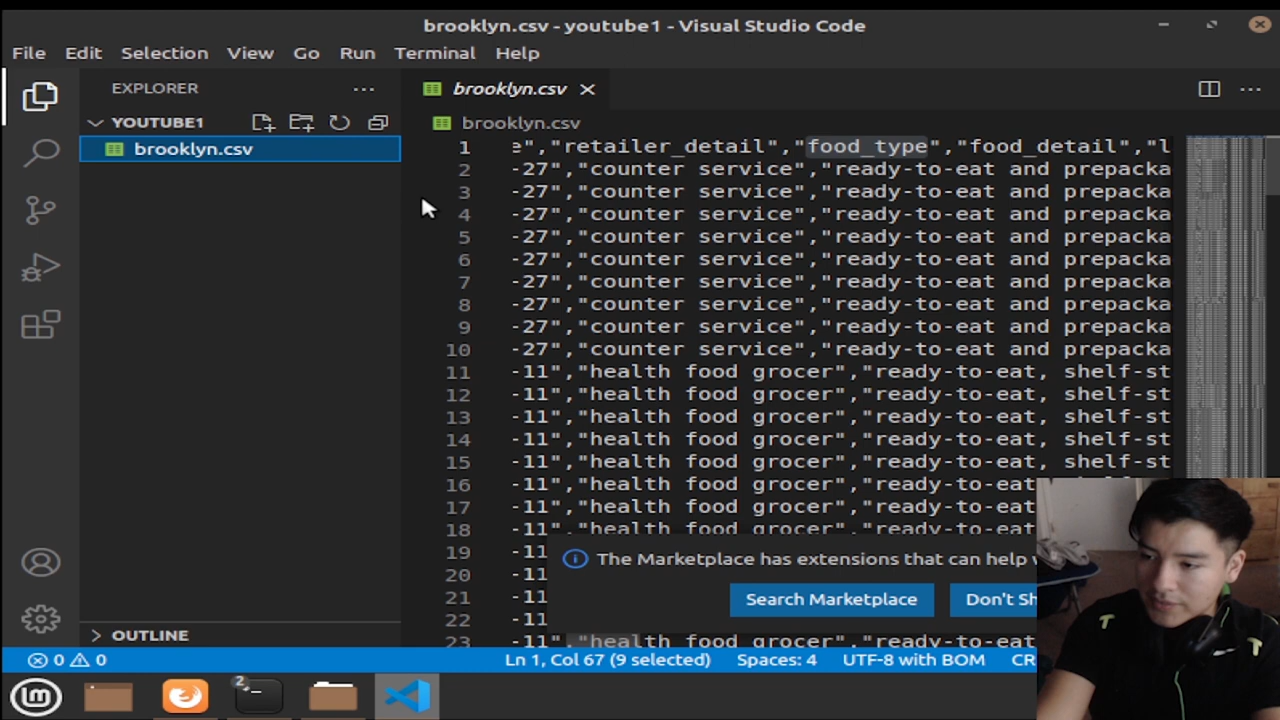 brooklyn.csv - youtube1 - Visual Studio Code
File Edit Selection View Go Run Terminal Help
EXPLORER ···
brooklyn.csv ×
YOUTUBE1
brooklyn.csv
brooklyn.csv
1 e","retailer_detail","food_type","food_detail","l
2 -27","counter service","ready-to-eat and prepacka
3 -27","counter service","ready-to-eat and prepacka
4 -27","counter service","ready-to-eat and prepacka
5 -27","counter service","ready-to-eat and prepacka
6 -27","counter service","ready-to-eat and prepacka
7 -27","counter service","ready-to-eat and prepacka
8 -27","counter service","ready-to-eat and prepacka
9 -27","counter service","ready-to-eat and prepacka
10 -27","counter service","ready-to-eat and prepacka
11 -11","health food grocer","ready-to-eat, shelf-st
12 -11","health food grocer","ready-to-eat, shelf-st
13 -11","health food grocer","ready-to-eat, shelf-st
14 -11","health food grocer","ready-to-eat, shelf-st
15 -11","health food grocer","ready-to-eat, shelf-st
16 -11","health food grocer","ready-to-eat
17 -11","health food grocer","ready-to-eat
18 -11","health food grocer","ready-to-eat
19 -11
20 -11
21 -11
22 -11
23 -11","health food grocer","ready-to-eat
The Marketplace has extensions that can help
Search Marketplace
Don't Sh
OUTLINE
0 0
Ln 1, Col 67 (9 selected) Spaces: 4 UTF-8 with BOM CR
2